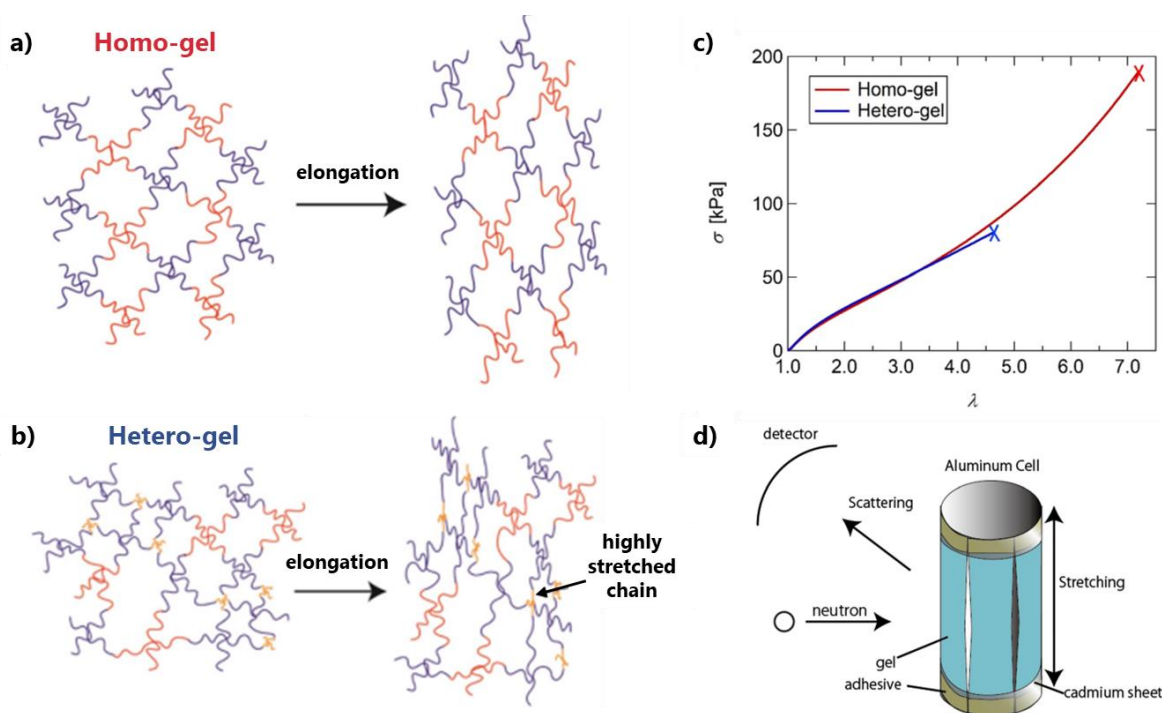 a)
Homo-gel
elongation
b)
Hetero-gel
elongation
highly
stretched
chain
c)
200
150
100
50
0
σ [kPa]
Homo-gel
Hetero-gel
1.0 2.0 3.0 4.0 5.0 6.0 7.0
λ
d)
detector
Aluminum Cell
Scattering
Stretching
neutron
gel
adhesive
cadmium sheet